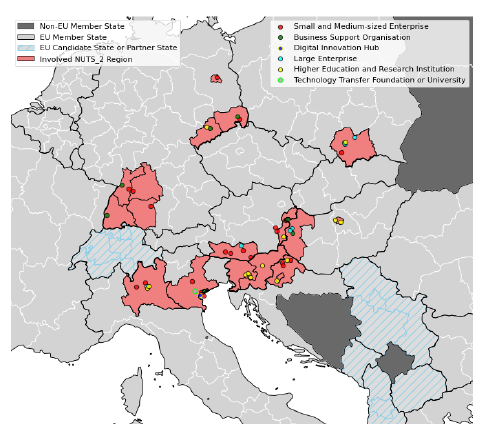 Non-EU Member State
EU Member State
EU Candidate State or Partner State
Involved NUTS_2 Region
Small and Medium-sized Enterprise
Business Support Organisation
Digital Innovation Hub
Large Enterprise
Higher Education and Research Institution
Technology Transfer Foundation or University